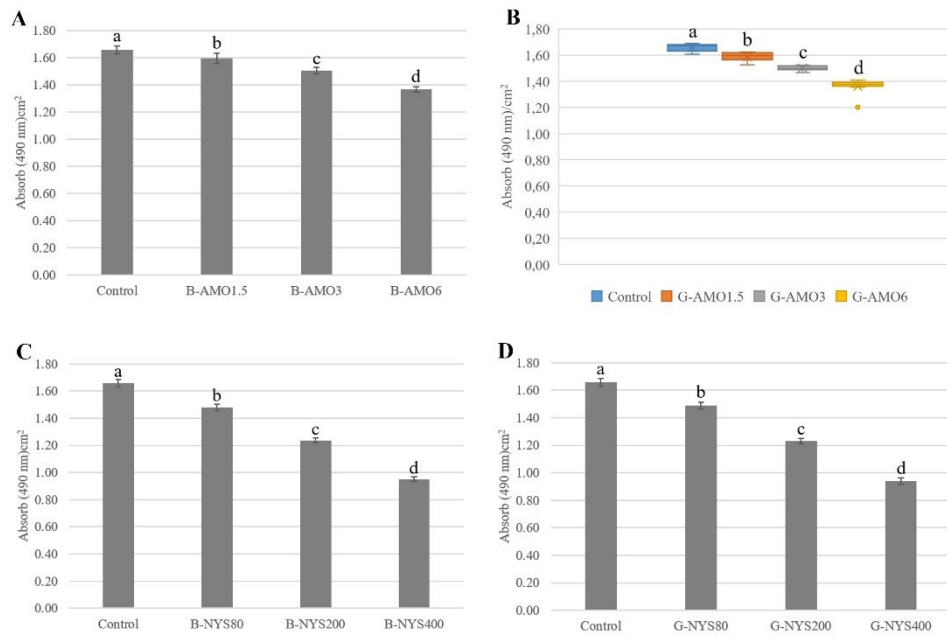 A
Absorb (490 nm)cm²
1.80
1.60
1.40
1.20
1.00
0.80
0.60
0.40
0.20
0.00
a
b
c
d
Control B-AMO1.5 B-AMO3 B-AMO6
B
Absorb (490 nm)/cm²
1,80
1,60
1,40
1,20
1,00
0,80
0,60
0,40
0,20
0,00
a
b
c
d
Control G-AMO1.5 G-AMO3 G-AMO6
C
Absorb (490 nm)cm²
1.80
1.60
1.40
1.20
1.00
0.80
0.60
0.40
0.20
0.00
a
b
c
d
Control B-NYS80 B-NYS200 B-NYS400
D
Absorb (490 nm)cm²
1.80
1.60
1.40
1.20
1.00
0.80
0.60
0.40
0.20
0.00
a
b
c
d
Control G-NYS80 G-NYS200 G-NYS400